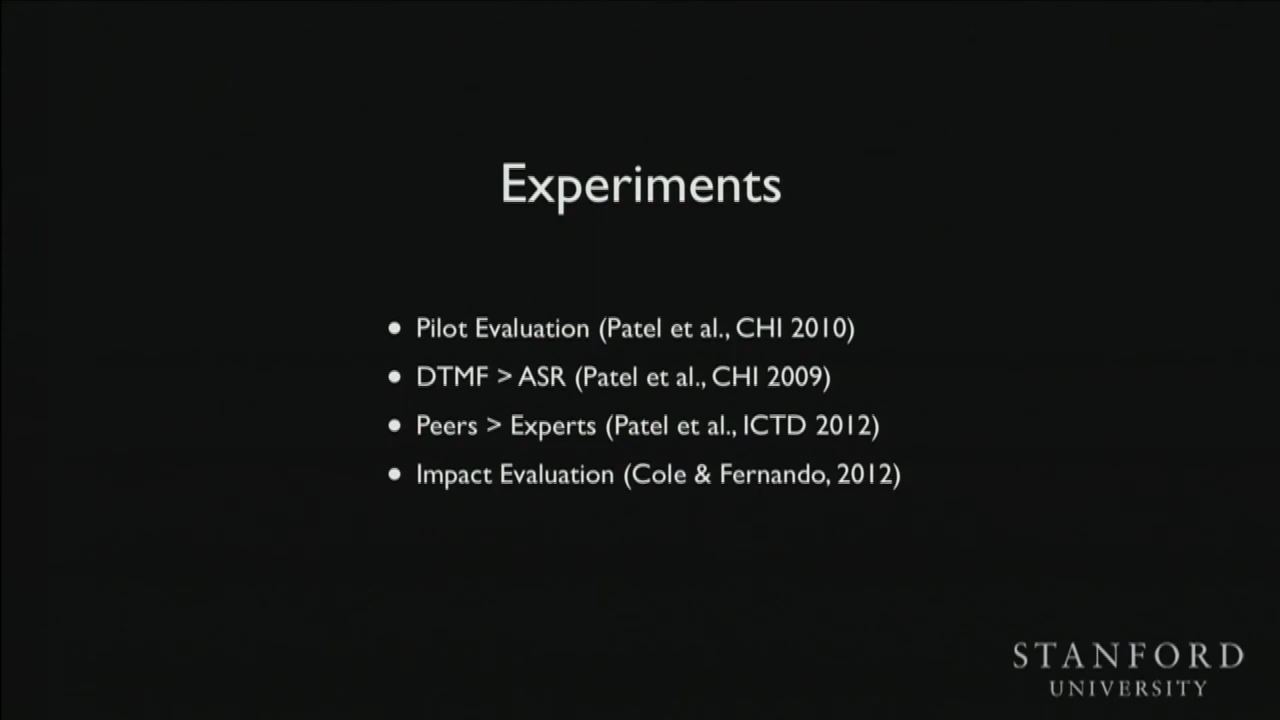 Experiments
• Pilot Evaluation (Patel et al., CHI 2010)
• DTMF > ASR (Patel et al., CHI 2009)
• Peers > Experts (Patel et al., ICTD 2012)
• Impact Evaluation (Cole & Fernando, 2012)
STANFORD
UNIVERSITY